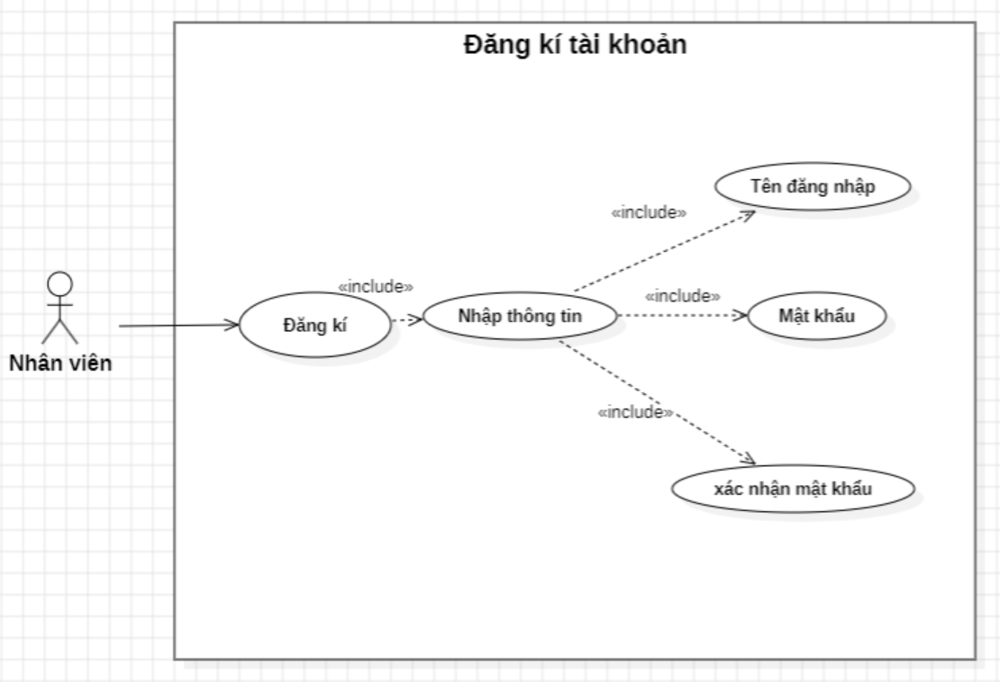 Đăng kí tài khoản
Tên đăng nhập
«include»
«include»
«include»
Đăng kí
Nhập thông tin
Mật khẩu
Nhân viên
«include»
xác nhận mật khẩu